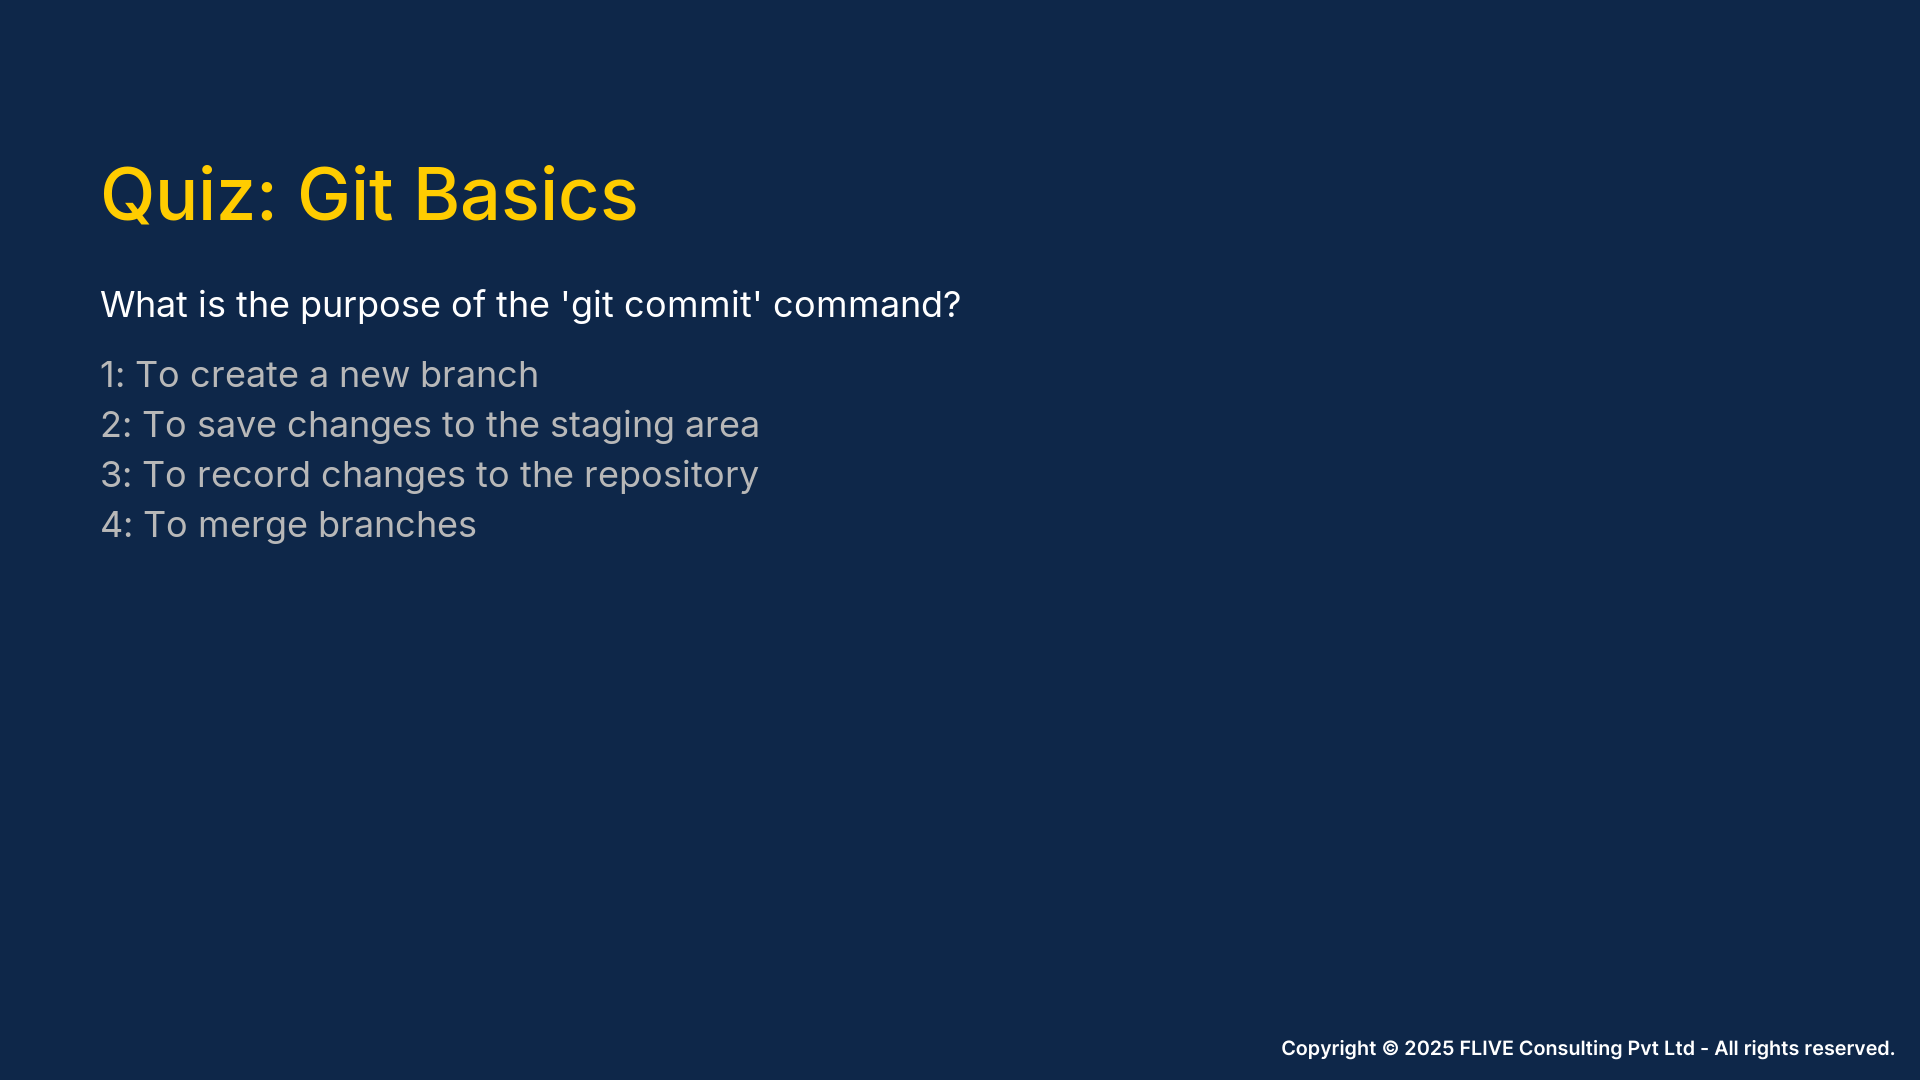 Quiz: Git Basics
What is the purpose of the 'git commit' command?
1: To create a new branch
2: To save changes to the staging area
3: To record changes to the repository
4: To merge branches
Copyright © 2025 FLIVE Consulting Pvt Ltd - All rights reserved.